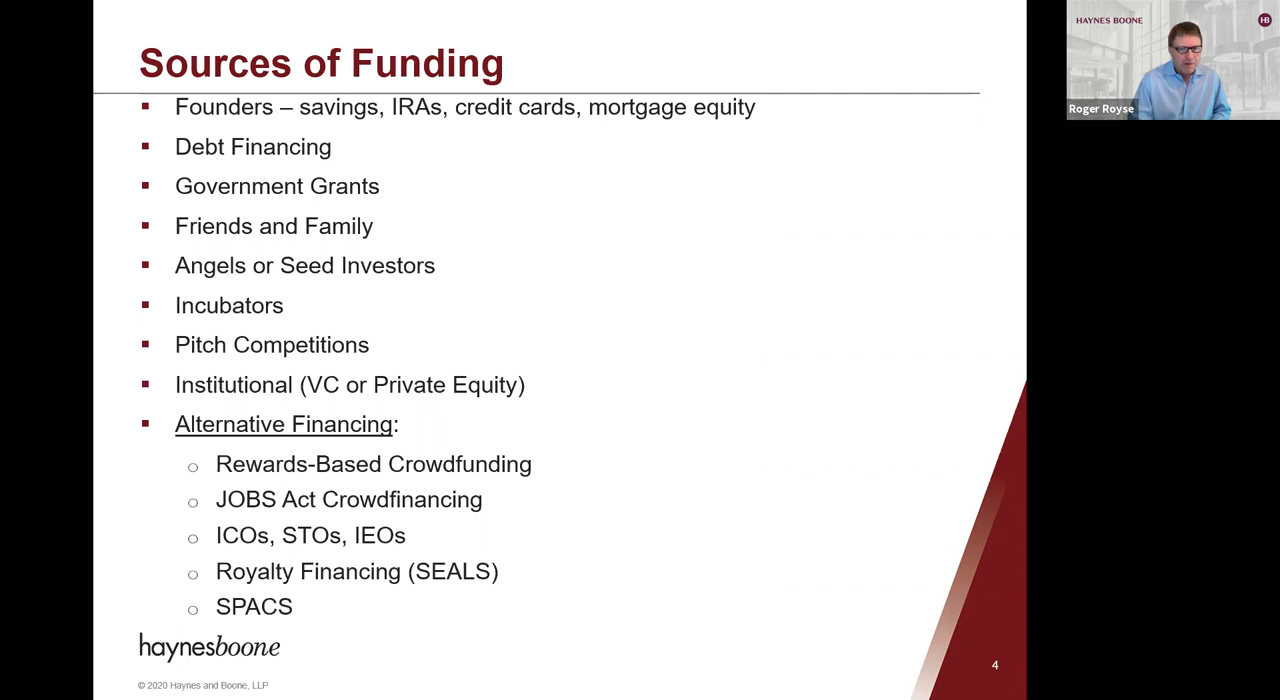 Sources of Funding
Founders – savings, IRAs, credit cards, mortgage equity
Debt Financing
Government Grants
Friends and Family
Angels or Seed Investors
Incubators
Pitch Competitions
Institutional (VC or Private Equity)
Alternative Financing:
Rewards-Based Crowdfunding
JOBS Act Crowdfinancing
ICOs, STOs, IEOs
Royalty Financing (SEALS)
SPACS
haynesboone
© 2020 Haynes and Boone, LLP
4
HAYNES BOONE
HB
Roger Royse